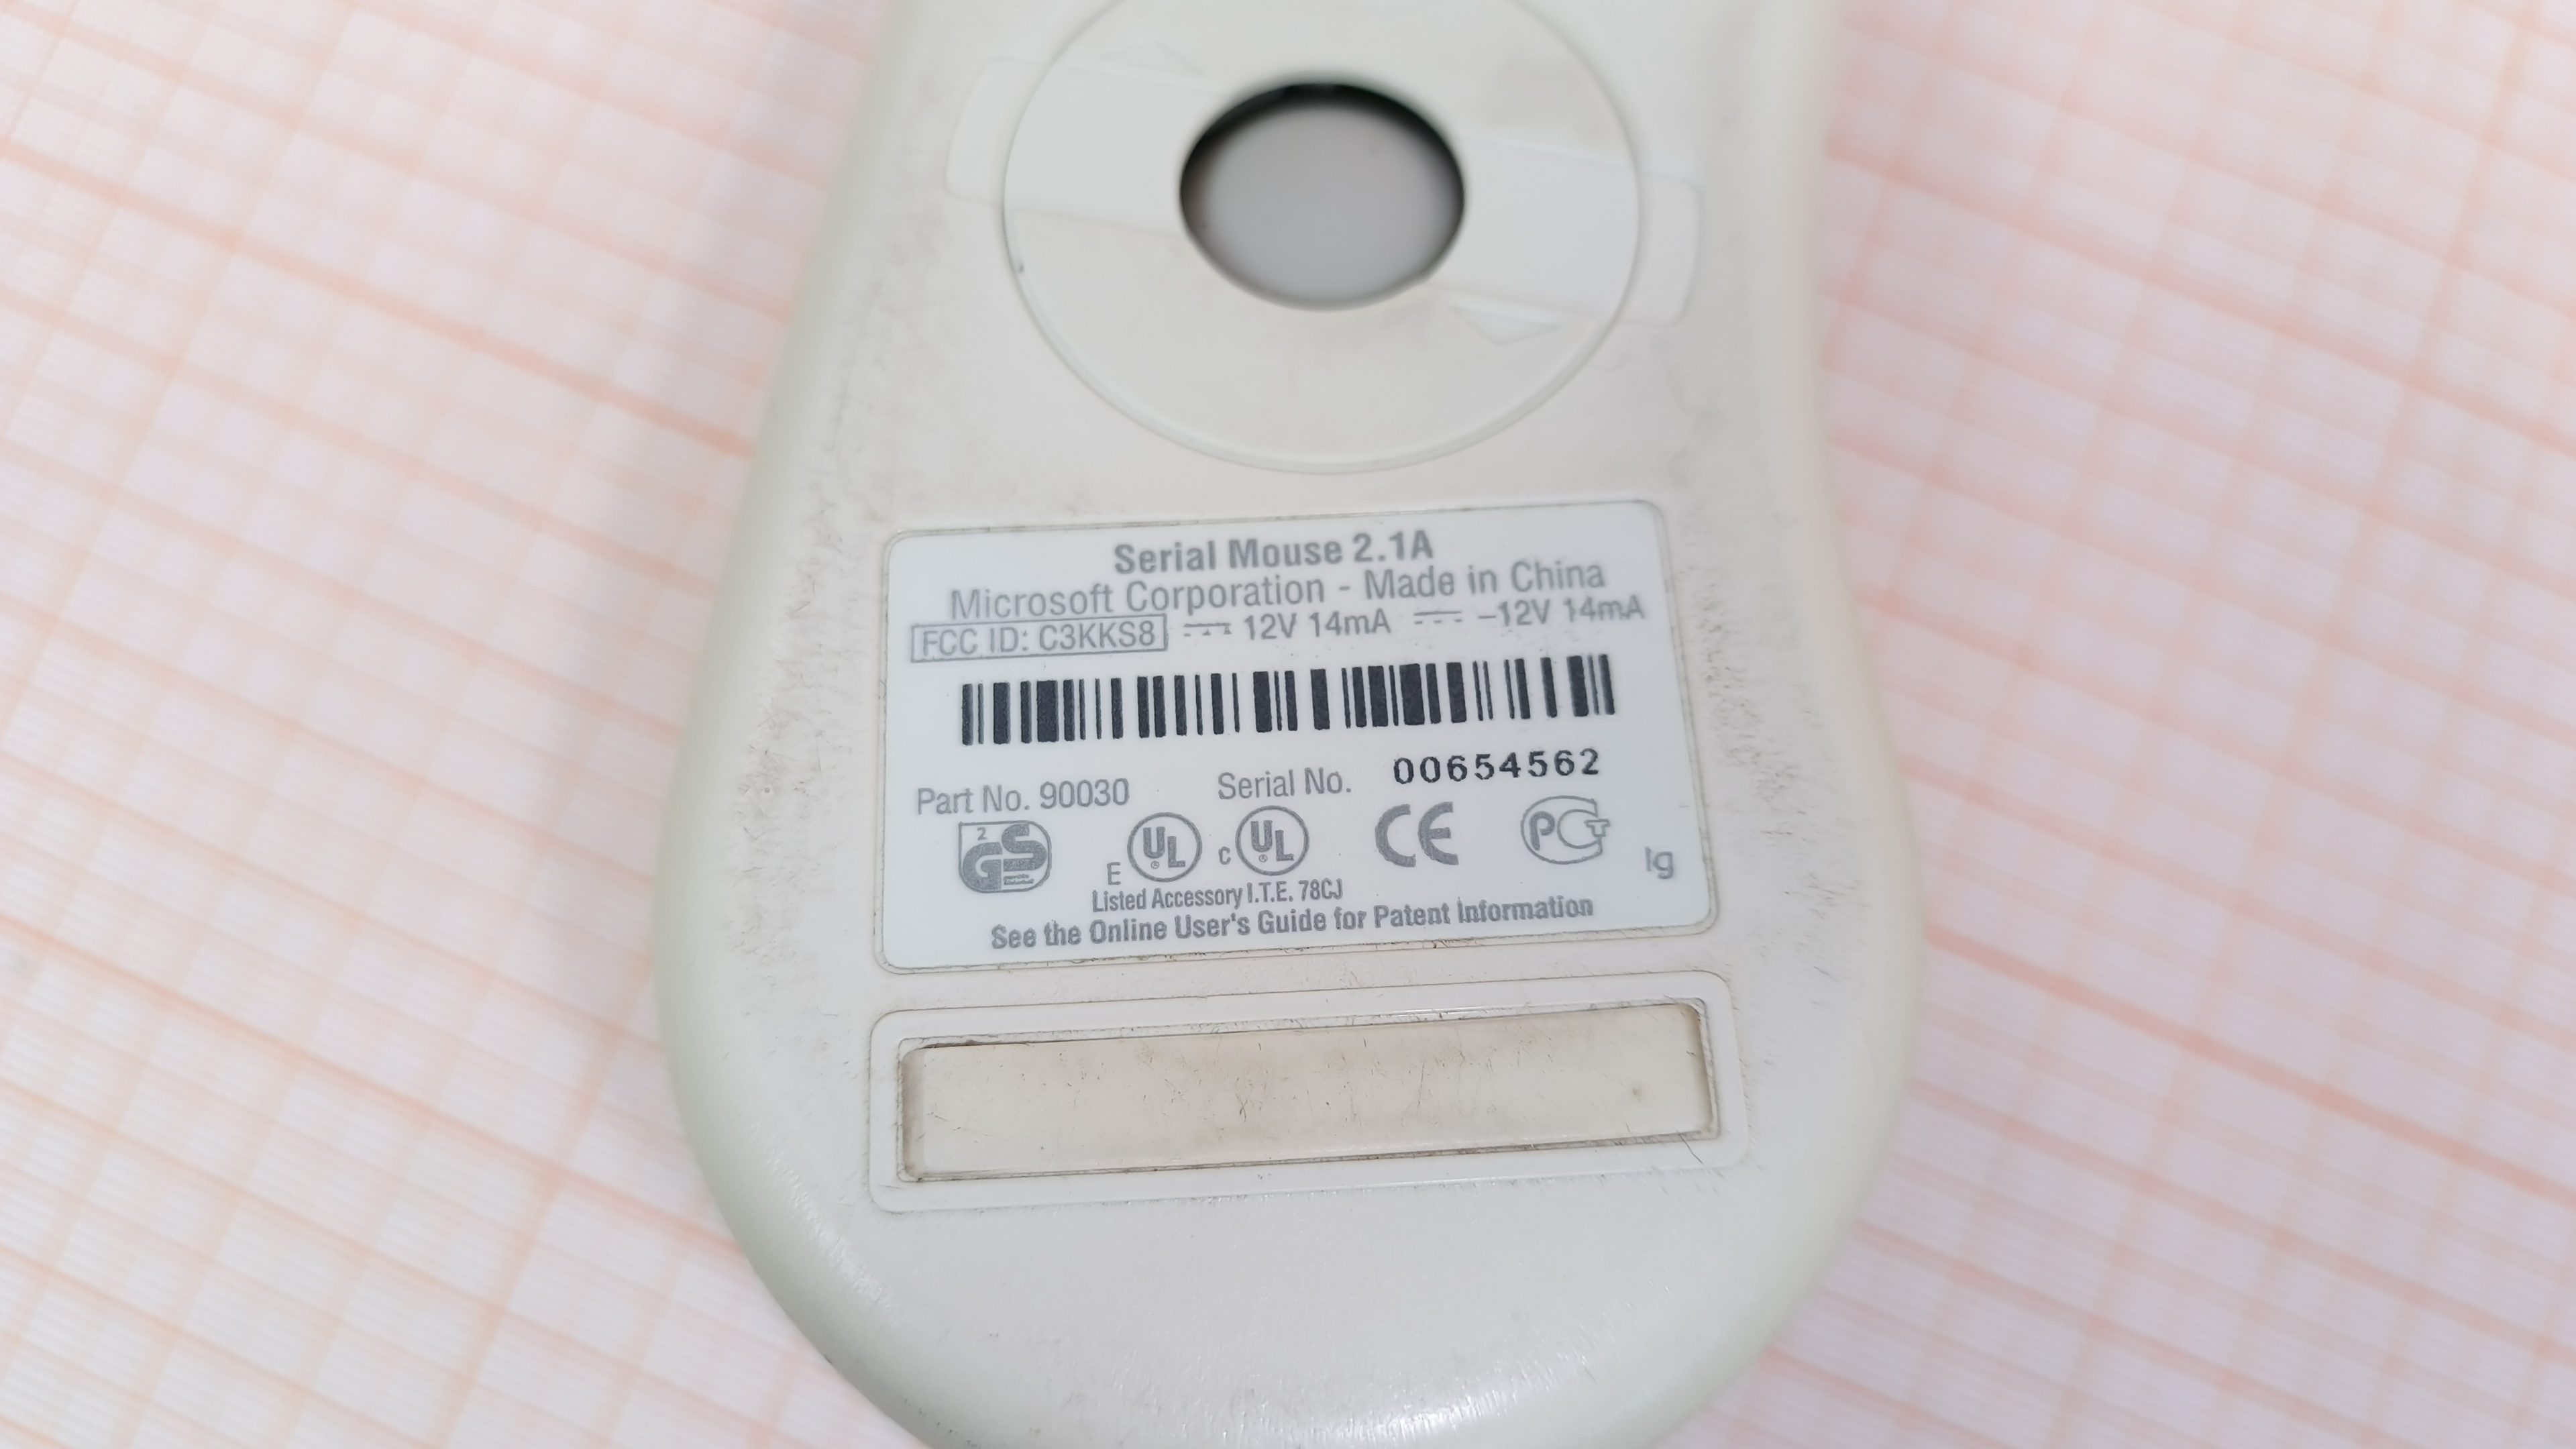 Serial Mouse 2.1A
Microsoft Corporation - Made in China
FCC ID: C3KKS8 12V 14mA –12V 14mA
Part No. 90030 Serial No. 00654562
2 GS E UL c UL CE PCT lg
Listed Accessory I.T.E. 78CJ
See the Online User's Guide for Patent Information